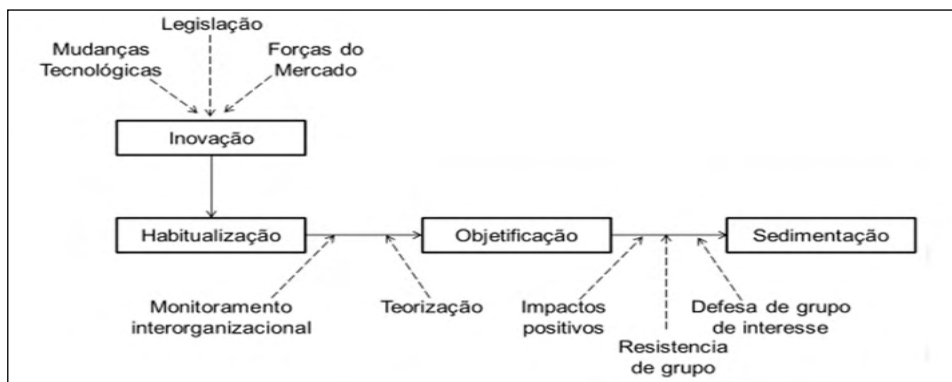 Legislação
Mudanças
Tecnológicas
Forças do
Mercado
Inovação
Habitualização
Objetificação
Sedimentação
Monitoramento
interorganizacional
Teorização
Impactos
positivos
Resistencia
de grupo
Defesa de grupo
de interesse